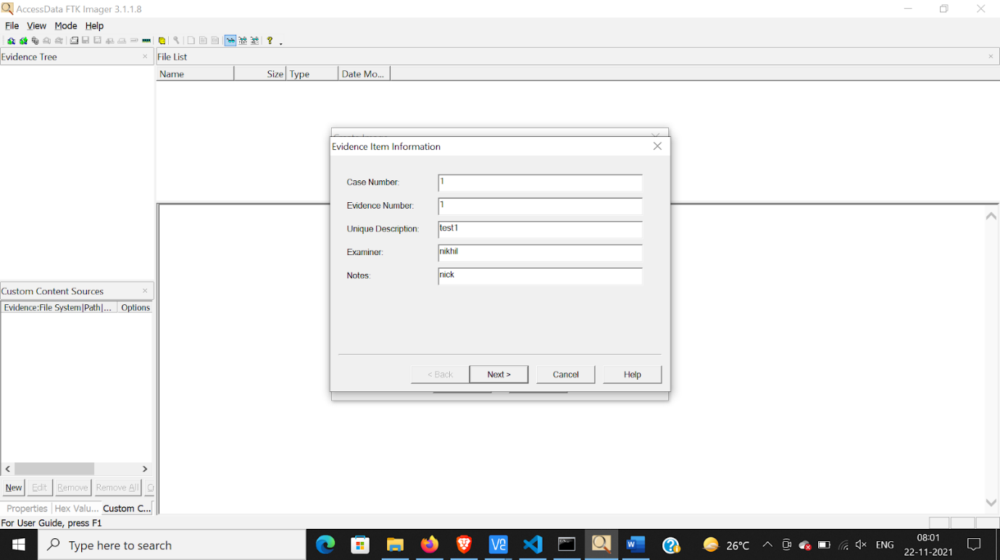 AccessData FTK Imager 3.1.1.8
File View Mode Help
Evidence Tree
File List
Name Size Type Date Mo...
Evidence Item Information
Case Number: 1
Evidence Number: 1
Unique Description: test1
Examiner: nikhil
Notes: nick
< Back Next > Cancel Help
Custom Content Sources
Evidence:File System|Path|... Options
New Edit Remove Remove All
Properties Hex Valu... Custom C...
For User Guide, press F1
Type here to search
26°C
ENG
08:01
22-11-2021